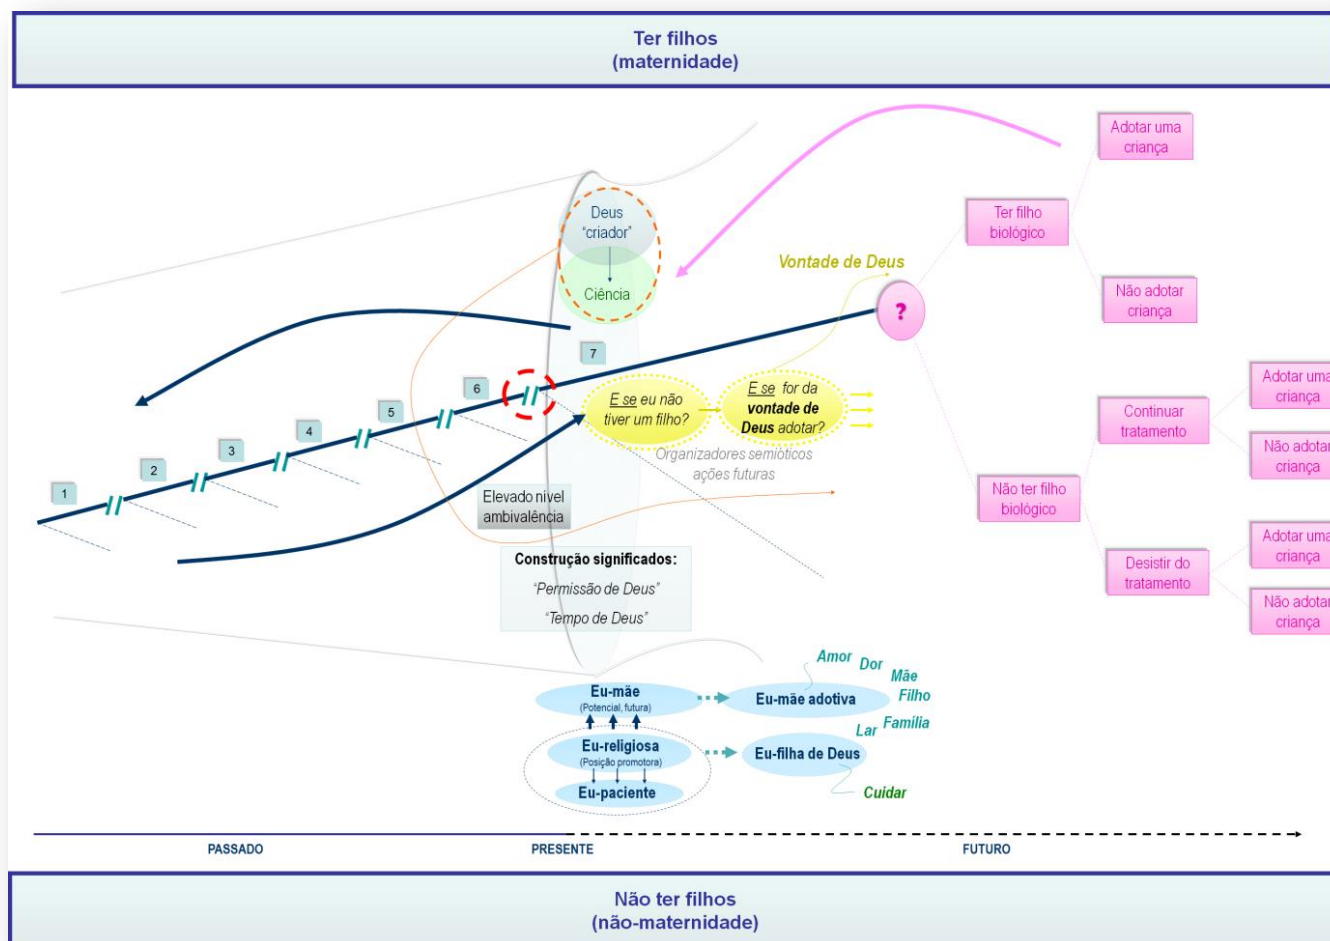 Ter filhos
(maternidade)
Adotar uma
criança
Deus
“criador”
Ciência
Ter filho
biológico
Vontade de Deus
Não adotar
criança
?
7
6
5
4
3
2
1
E se eu não
tiver um filho?
E se for da
vontade de
Deus adotar?
Organizadores semióticos
ações futuras
Adotar uma
criança
Continuar
tratamento
Não adotar
criança
Elevado nível
ambivalência
Não ter filho
biológico
Construção significados:
“Permissão de Deus”
“Tempo de Deus”
Adotar uma
criança
Desistir do
tratamento
Não adotar
criança
Eu-mãe
(Potencial, futura)
Eu-mãe adotiva
Amor
Dor
Mãe
Filho
Família
Lar
Eu-religiosa
(Posição promotora)
Eu-filha de Deus
Eu-paciente
Cuidar
PASSADO
PRESENTE
FUTURO
Não ter filhos
(não-maternidade)